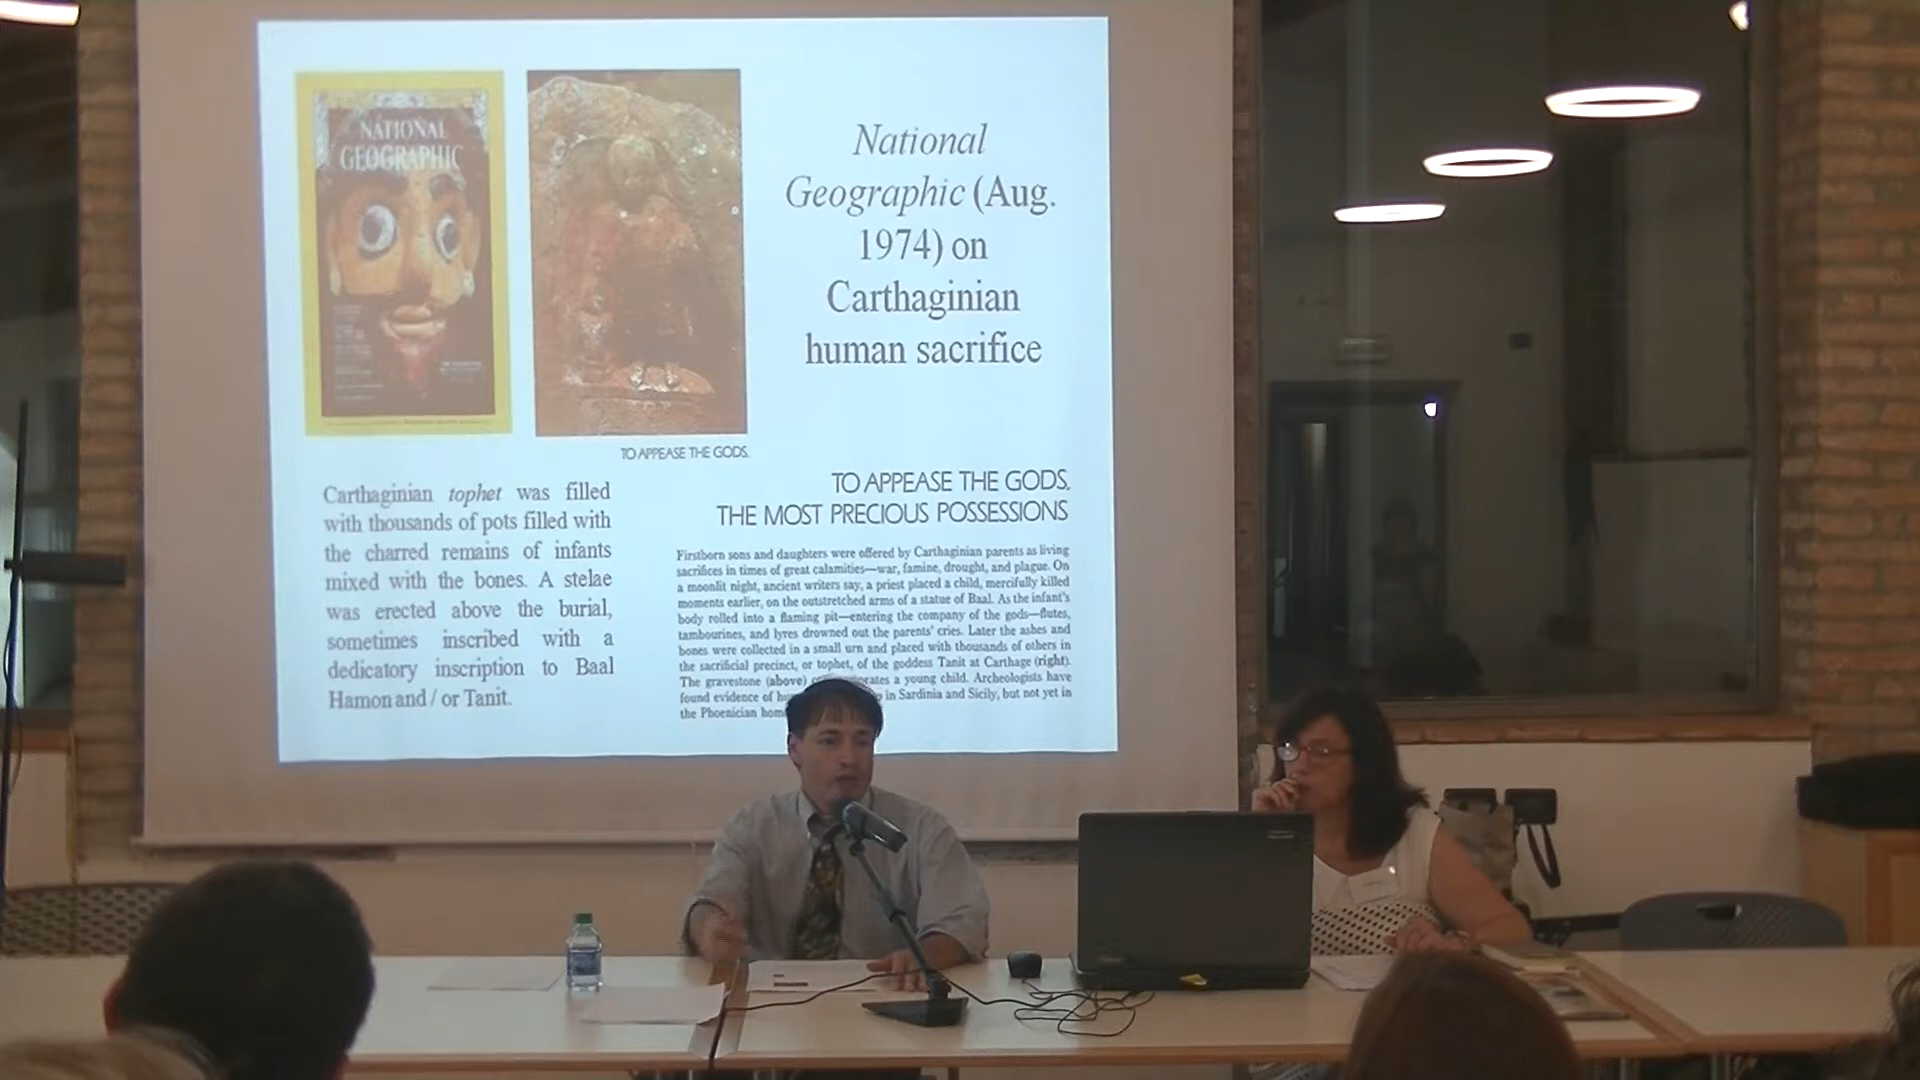 NATIONAL
GEOGRAPHIC
National
Geographic (Aug.
1974) on
Carthaginian
human sacrifice
TO APPEASE THE GODS,
Carthaginian tophet was filled
with thousands of pots filled with
the charred remains of infants
mixed with the bones. A stelae
was erected above the burial,
sometimes inscribed with a
dedicatory inscription to Baal
Hamon and / or Tanit.
TO APPEASE THE GODS,
THE MOST PRECIOUS POSSESSIONS
Firstborn sons and daughters were offered by Carthaginian parents as living
sacrifices in times of great calamities—war, famine, drought, and plague. On
a moonlit night, ancient writers say, a priest placed a child, mercifully killed
moments earlier, on the outstretched arms of a statue of Baal. As the infant's
body rolled into a flaming pit—entering the company of the gods—flutes,
tambourines, and lyres drowned out the parents' cries. Later the ashes and
bones were collected in a small urn and placed with thousands of others in
the sacrificial precinct, or tophet, of the goddess Tanit at Carthage (right).
The gravestone (above) a young child. Archeologists have
found evidence of in Sardinia and Sicily, but not yet in
the Phoenician